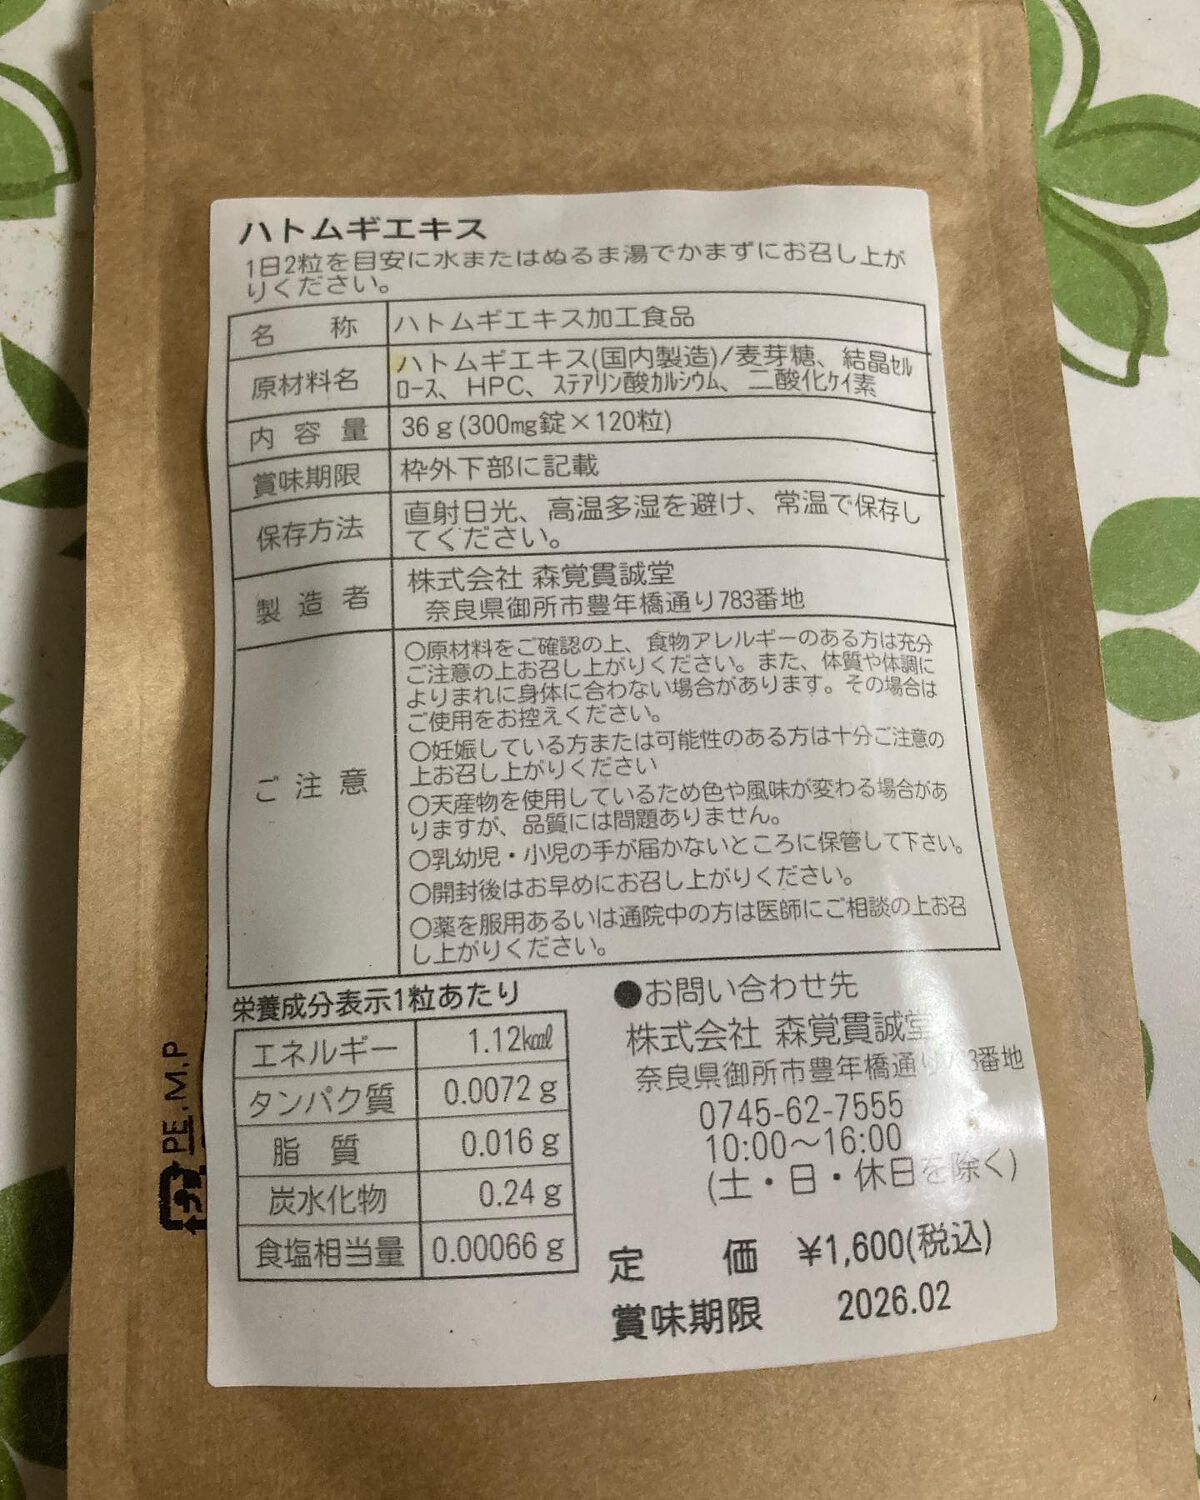 ハトムギエキス
1日2粒を目安に水またはぬるま湯でかまずにお召し上が
りください。
名称 ハトムギエキス加工食品
原材料名 ハトムギエキス(国内製造)/麦芽糖、結晶ｾﾙ
ﾛｰｽ、HPC、ｽﾃｱﾘﾝ酸ｶﾙｼｳﾑ、二酸化ｹｲ素
内容量 36g(300mg錠×120粒)
賞味期限 枠外下部に記載
保存方法 直射日光、高温多湿を避け、常温で保存し
てください。
製造者 株式会社 森覚貫誠堂
奈良県御所市豊年橋通り783番地
ご注意
○原材料をご確認の上、食物アレルギーのある方は充分
ご注意の上お召し上がりください。また、体質や体調に
よりまれに身体に合わない場合があります。その場合は
ご使用をお控えください。
○妊娠している方または可能性のある方は十分ご注意の
上お召し上がりください
○天産物を使用しているため色や風味が変わる場合があ
りますが、品質には問題ありません。
○乳幼児・小児の手が届かないところに保管して下さい。
○開封後はお早めにお召し上がりください。
○薬を服用あるいは通院中の方は医師にご相談の上お召
し上がりください。
栄養成分表示1粒あたり
エネルギー 1.12kcal
タンパク質 0.0072g
脂質 0.016g
炭水化物 0.24g
食塩相当量 0.00066g
●お問い合わせ先
株式会社 森覚貫誠堂
奈良県御所市豊年橋通り783番地
0745-62-7555
10:00～16:00
(土・日・休日を除く)
定価 ¥1,600(税込)
賞味期限 2026.02
PE,M,P